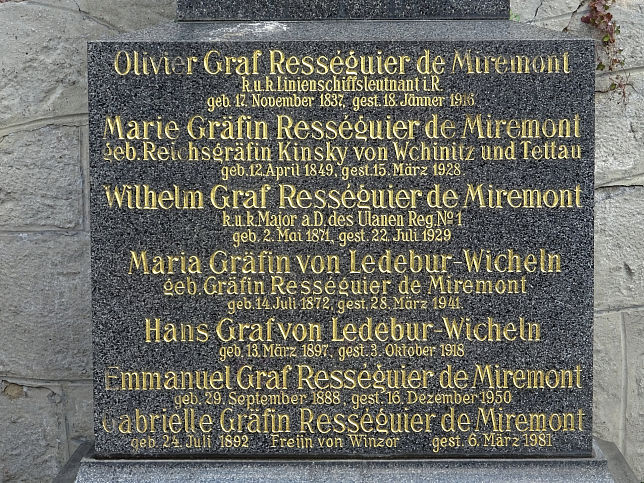 Olivier Graf Rességuier de Miremont
k.u.k. Linienschiffsleutnant i.R.
geb. 17. November 1837, gest. 18. Jänner 1916
Marie Gräfin Rességuier de Miremont
geb. Reichsgräfin Kinsky von Wchinitz und Tettau
geb. 12. April 1849, gest. 15. März 1928
Wilhelm Graf Rességuier de Miremont
k.u.k. Major a.D. des Ulanen Reg. No 1
geb. 2. Mai 1871, gest. 22. Juli 1929
Maria Gräfin von Ledebur-Wicheln
geb. Gräfin Rességuier de Miremont
geb. 14. Juli 1872, gest. 28. März 1941
Hans Graf von Ledebur-Wicheln
geb. 13. März 1897, gest. 3. Oktober 1918
Emmanuel Graf Rességuier de Miremont
geb. 29. September 1888, gest. 16. Dezember 1950
Gabrielle Gräfin Rességuier de Miremont
geb. 24. Juli 1892 Freiin von Winzor gest. 6. März 1981